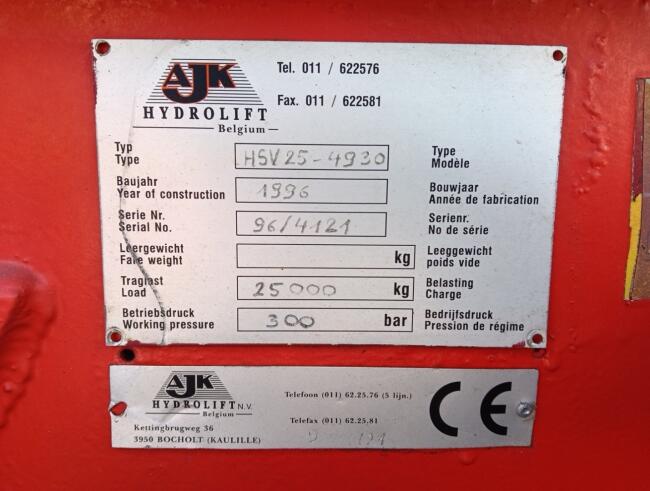 AJK
HYDROLIFT
Belgium
Tel. 011 / 622576
Fax. 011 / 622581
Typ
Type
HSV25-4930
Type
Modèle
Baujahr
Year of construction
1996
Bouwjaar
Année de fabrication
Serie Nr.
Serial No.
96/4121
Serienr.
No de série
Leergewicht
Fare weight
kg
Leeggewicht
poids vide
Traglast
Load
25000 kg
Belasting
Charge
Betriebsdruck
Working pressure
300 bar
Bedrijfsdruck
Pression de régime
AJK
HYDROLIFT N.V.
Belgium
Kettingbrugweg 36
3950 BOCHOLT (KAULILLE)
Telefoon (011) 62.25.76 (5 lijn.)
Telefax (011) 62.25.81
CE